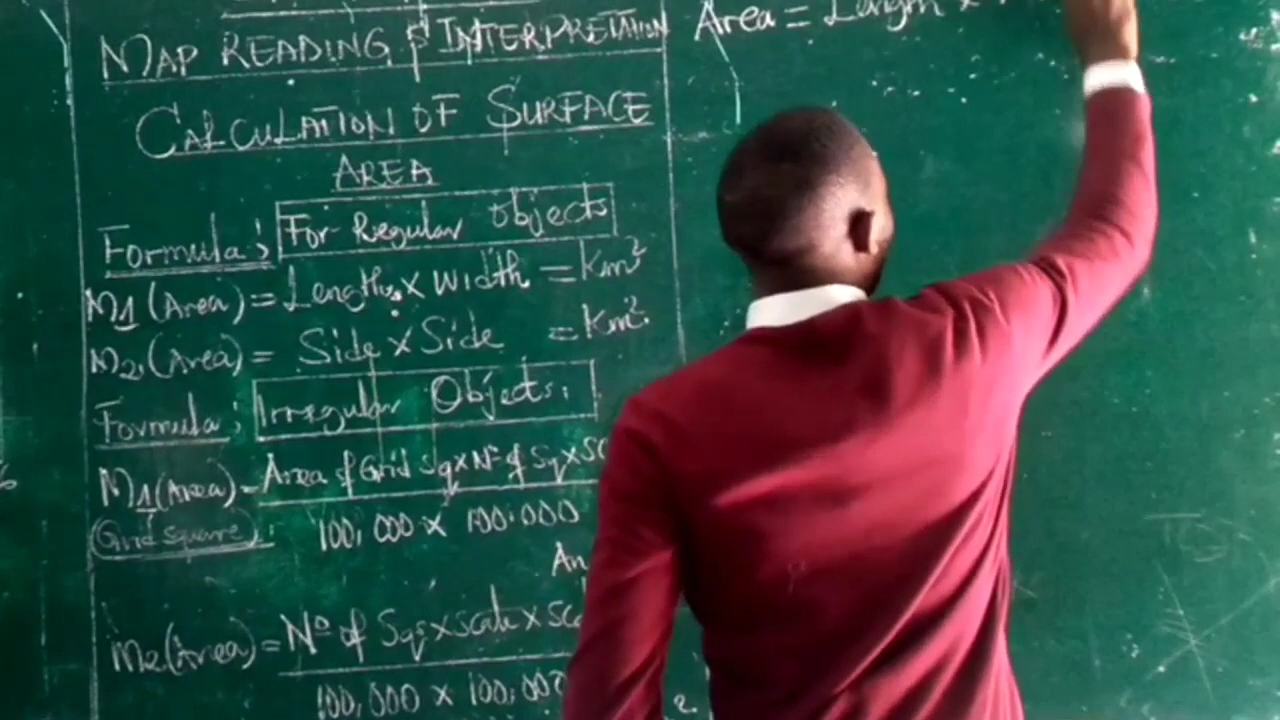 MAP READING & INTERPRETATION
CALCULATION OF SURFACE
AREA
Formula: For Regular Objects
M1 (Area) = Length x Width = Km²
M2 (Area) = Side x Side = Km²
Formula: Irregular Objects.
M1 (Area) = Area of Grid Sq x Nº of Sq x SC
(Grid square): 100,000 x 100,000
An
M2 (Area) = Nº of Sqs x scale x sca
100,000 x 100,000
2
Area = Length x